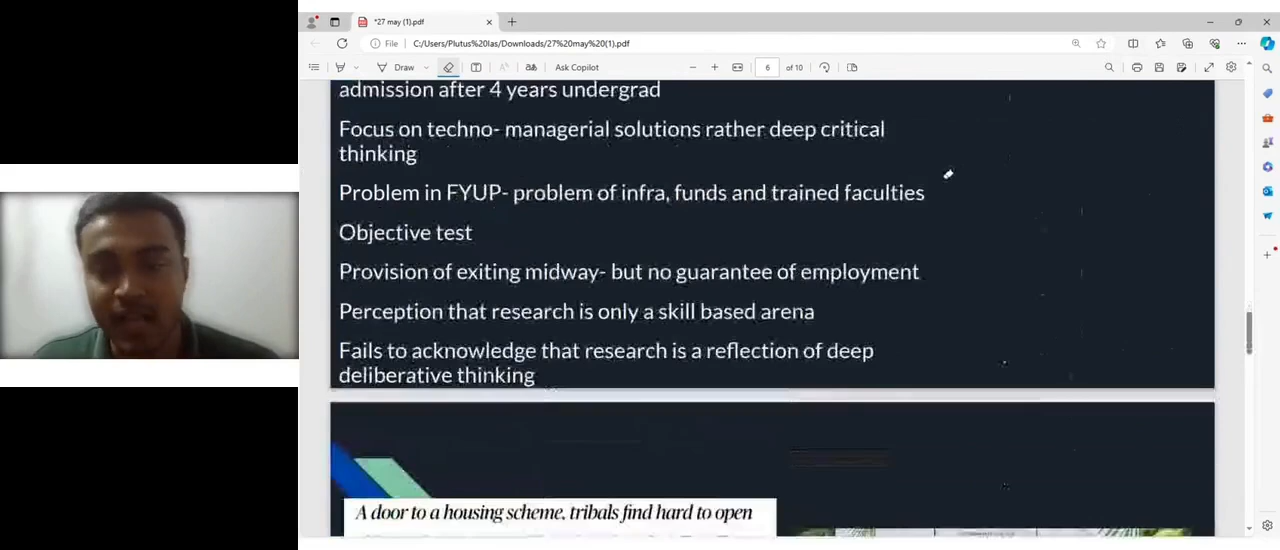 *27 may (1).pdf
File
C:/Users/Plutus%20Ias/Downloads/27%20may%20(1).pdf
Draw
Ask Copilot
6
of 10
admission after 4 years undergrad
Focus on techno- managerial solutions rather deep critical
thinking
Problem in FYUP- problem of infra, funds and trained faculties
Objective test
Provision of exiting midway- but no guarantee of employment
Perception that research is only a skill based arena
Fails to acknowledge that research is a reflection of deep
deliberative thinking
A door to a housing scheme, tribals find hard to open